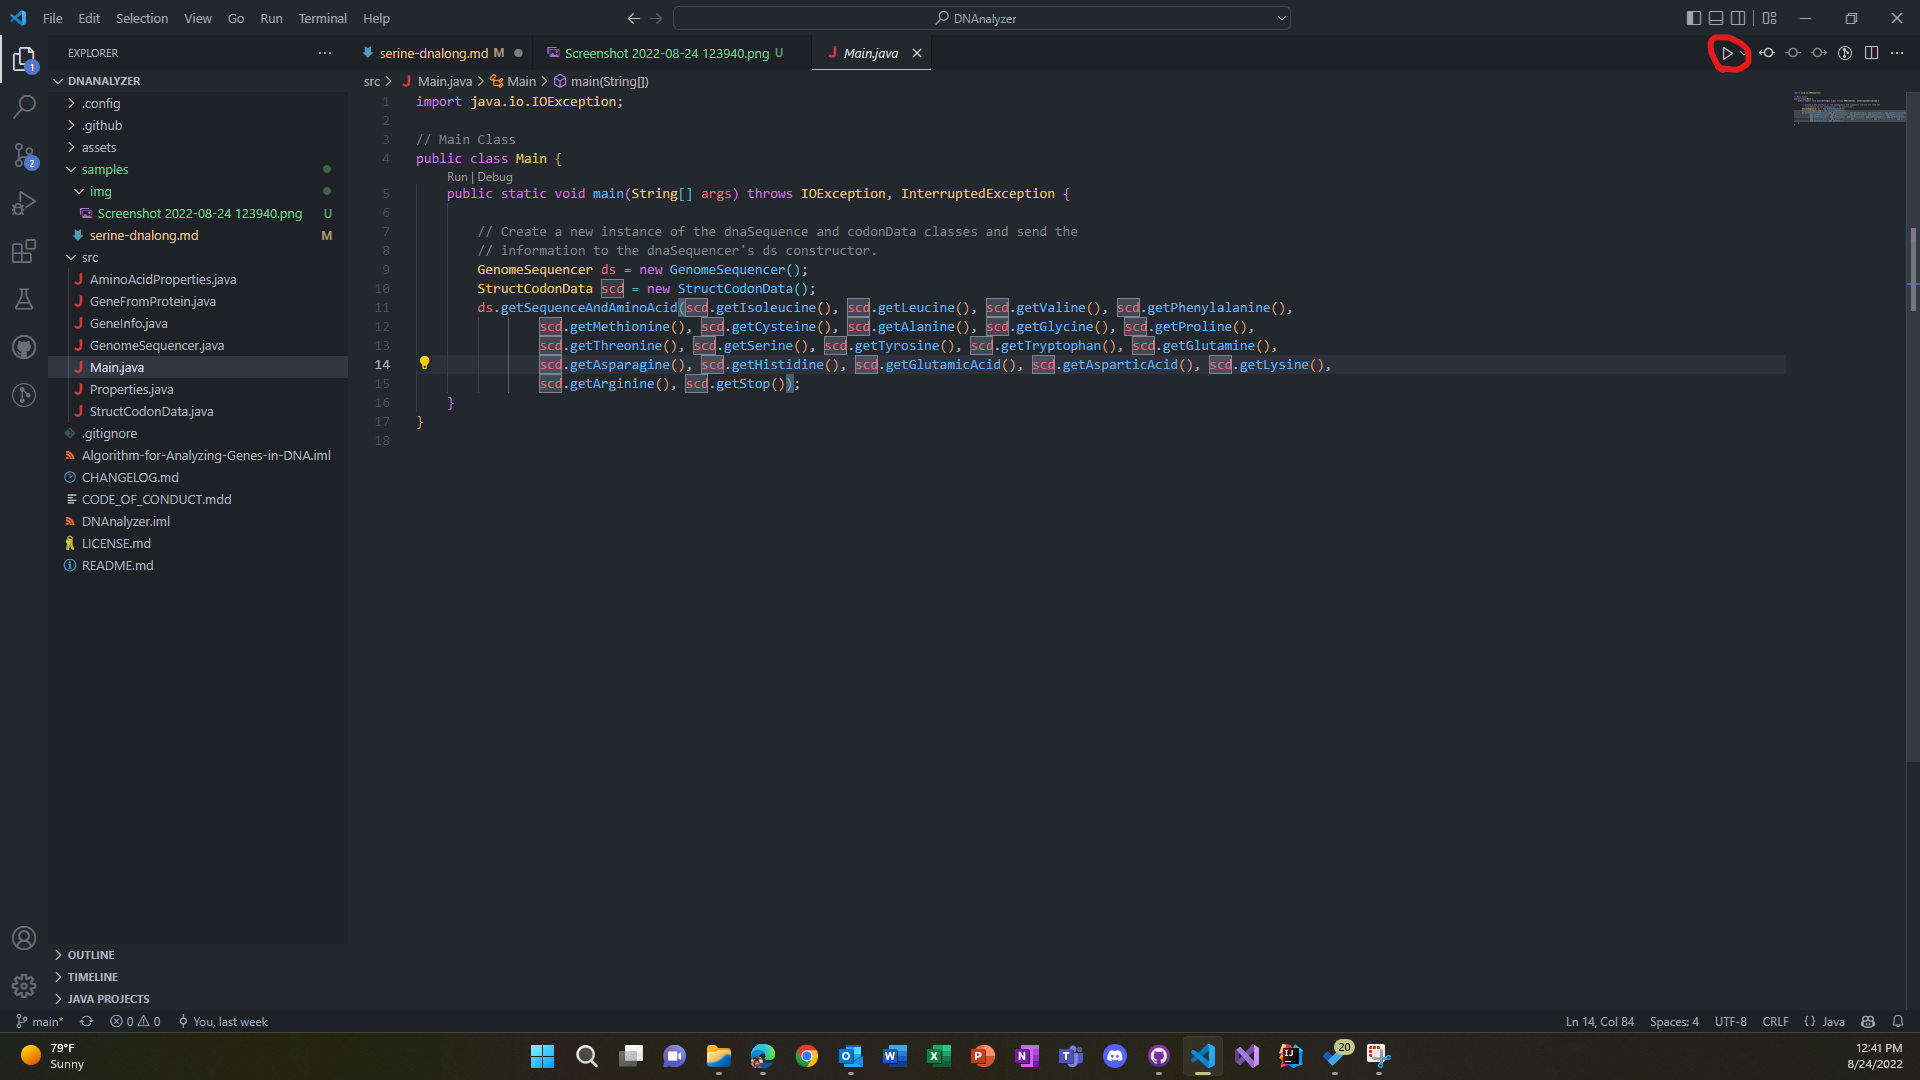 File Edit Selection View Go Run Terminal Help
DNAnalyzer
EXPLORER
serine-dnalong.md M
Screenshot 2022-08-24 123940.png U
Main.java
1
DNANALYZER
src > Main.java > Main > main(String[])
.config
.github
assets
samples
2
img
Screenshot 2022-08-24 123940.png U
serine-dnalong.md M
src
AminoAcidProperties.java
GeneFromProtein.java
GeneInfo.java
GenomeSequencer.java
Main.java
Properties.java
StructCodonData.java
.gitignore
Algorithm-for-Analyzing-Genes-in-DNA.iml
CHANGELOG.md
CODE_OF_CONDUCT.mdd
DNAnalyzer.iml
LICENSE.md
README.md
OUTLINE
TIMELINE
JAVA PROJECTS
1 import java.io.IOException;
2
3 // Main Class
4 public class Main {
Run | Debug
5 public static void main(String[] args) throws IOException, InterruptedException {
6
7 // Create a new instance of the dnaSequence and codonData classes and send the
8 // information to the dnaSequencer's ds constructor.
9 GenomeSequencer ds = new GenomeSequencer();
10 StructCodonData scd = new StructCodonData();
11 ds.getSequenceAndAminoAcid(scd.getIsoleucine(), scd.getLeucine(), scd.getValine(), scd.getPhenylalanine(),
12 scd.getMethionine(), scd.getCysteine(), scd.getAlanine(), scd.getGlycine(), scd.getProline(),
13 scd.getThreonine(), scd.getSerine(), scd.getTyrosine(), scd.getTryptophan(), scd.getGlutamine(),
14 scd.getAsparagine(), scd.getHistidine(), scd.getGlutamicAcid(), scd.getAsparticAcid(), scd.getLysine(),
15 scd.getArginine(), scd.getStop());
16 }
17 }
18
main* 0 0 You, last week
Ln 14, Col 84 Spaces: 4 UTF-8 CRLF {} Java
79°F
Sunny
20
12:41 PM
8/24/2022